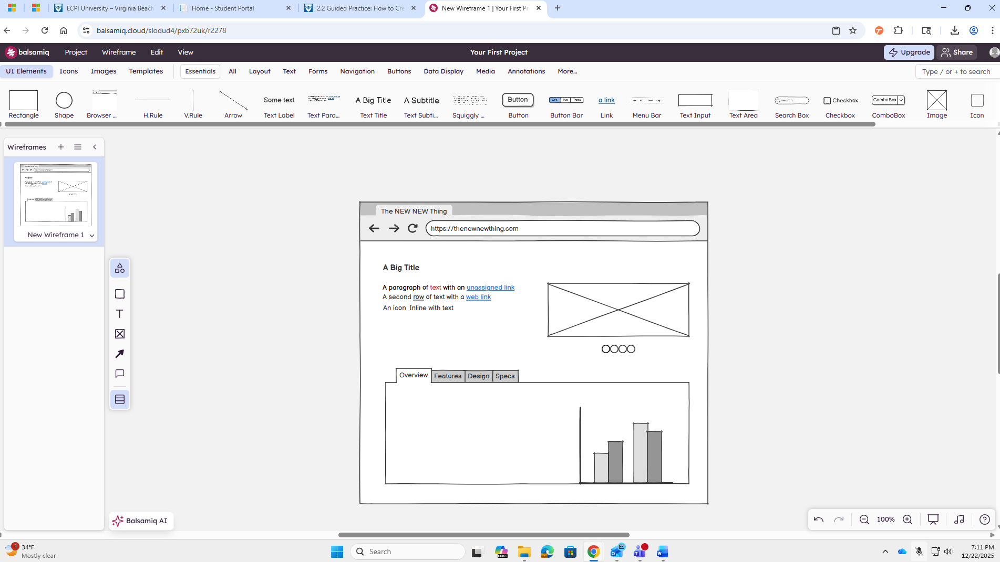 ECPI University – Virginia Beach
Home - Student Portal
2.2 Guided Practice: How to Cre
New Wireframe 1 | Your First Pr
balsamiq.cloud/slodud4/pxb72uk/r2278
balsamiq Project Wireframe Edit View
Your First Project
Upgrade Share
UI Elements Icons Images Templates
Essentials All Layout Text Forms Navigation Buttons Data Display Media Annotations More...
Type / or + to search
Some text
A Big Title
A Subtitle
Button
One Two Three
a link
search
Checkbox
ComboBox
Rectangle Shape Browser ... H.Rule V.Rule Arrow Text Label Text Para... Text Title Text Subti... Squiggly ... Button Button Bar Link Menu Bar Text Input Text Area Search Box Checkbox ComboBox Image Icon
Wireframes
New Wireframe 1
The NEW NEW Thing
https://thenewnewthing.com
A Big Title
A paragraph of text with an unassigned link
A second row of text with a web link
An icon Inline with text
Overview Features Design Specs
Balsamiq AI
100%
1
34°F
Mostly clear
Search
M365
7:11 PM
12/22/2025